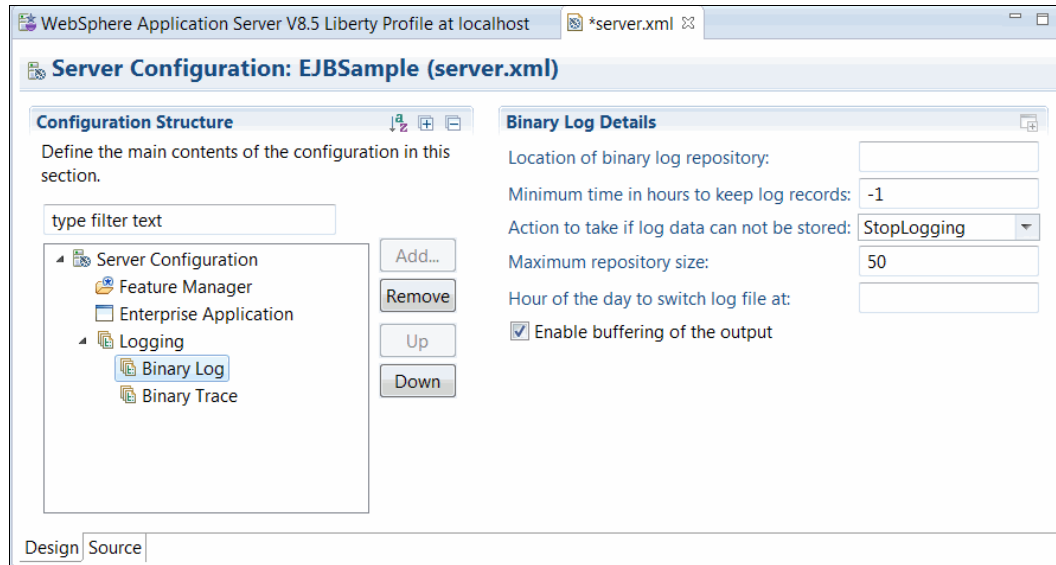 WebSphere Application Server V8.5 Liberty Profile at localhost
*server.xml
Server Configuration: EJBSample (server.xml)
Configuration Structure
Define the main contents of the configuration in this
section.
type filter text
Server Configuration
Feature Manager
Enterprise Application
Logging
Binary Log
Binary Trace
Add...
Remove
Up
Down
Binary Log Details
Location of binary log repository:
Minimum time in hours to keep log records: -1
Action to take if log data can not be stored: StopLogging
Maximum repository size: 50
Hour of the day to switch log file at:
Enable buffering of the output
Design Source